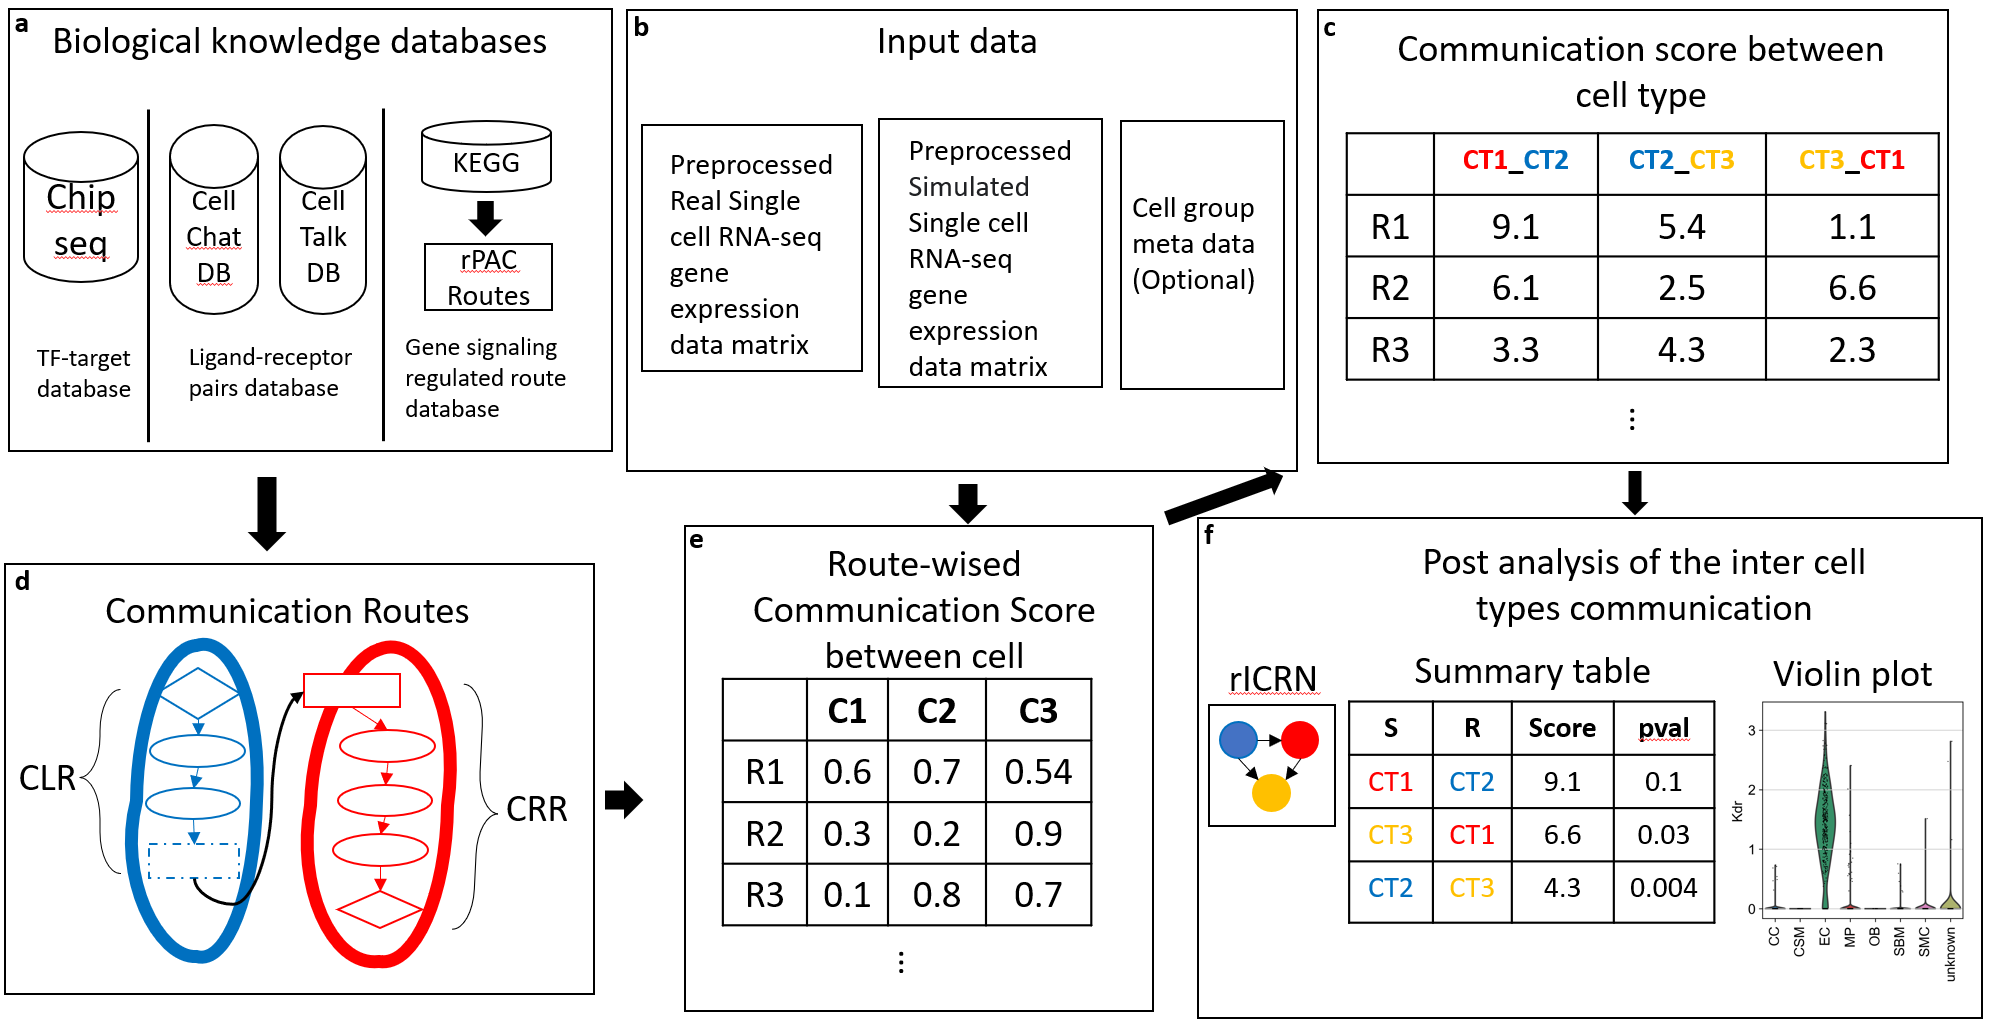 a
Biological knowledge databases
Chip
seq
Cell
Chat
DB
Cell
Talk
DB
KEGG
rPAC
Routes
TF-target
database
Ligand-receptor
pairs database
Gene signaling
regulated route
database
b
Input data
Preprocessed
Real Single
cell RNA-seq
gene
expression
data matrix
Preprocessed
Simulated
Single cell
RNA-seq
gene
expression
data matrix
Cell group
meta data
(Optional)
c
Communication score between
cell type
CT1_CT2 CT2_CT3 CT3_CT1
R1 9.1 5.4 1.1
R2 6.1 2.5 6.6
R3 3.3 4.3 2.3
⋮
d
Communication Routes
CLR
CRR
e
Route-wised
Communication Score
between cell
C1 C2 C3
R1 0.6 0.7 0.54
R2 0.3 0.2 0.9
R3 0.1 0.8 0.7
⋮
f
Post analysis of the inter cell
types communication
rICRN
Summary table
S R Score pval
CT1 CT2 9.1 0.1
CT3 CT1 6.6 0.03
CT2 CT3 4.3 0.004
Violin plot
Kdr
3
2
1
0
CC CSM EC MP OB SBM SMC unknown